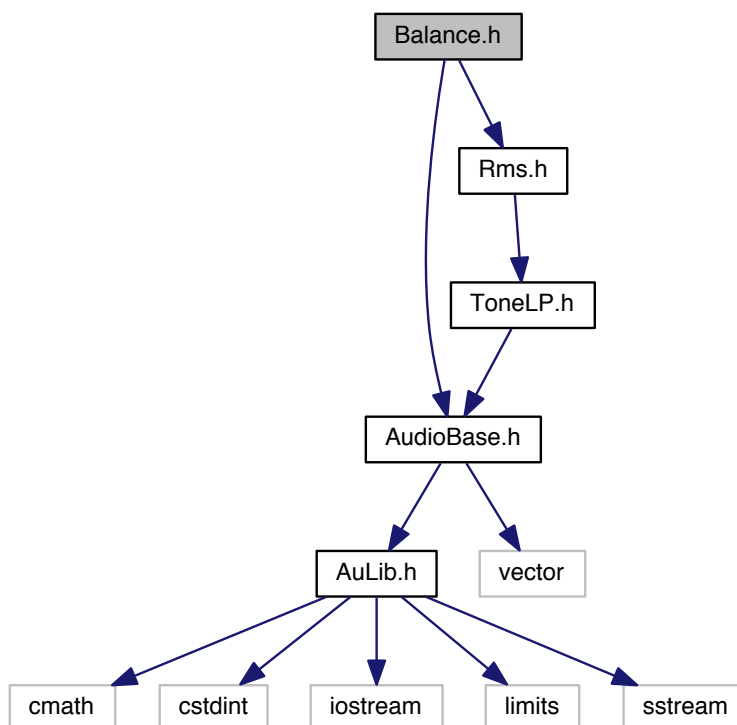 Balance.h
Rms.h
ToneLP.h
AudioBase.h
AuLib.h
vector
cmath
cstdint
iostream
limits
sstream